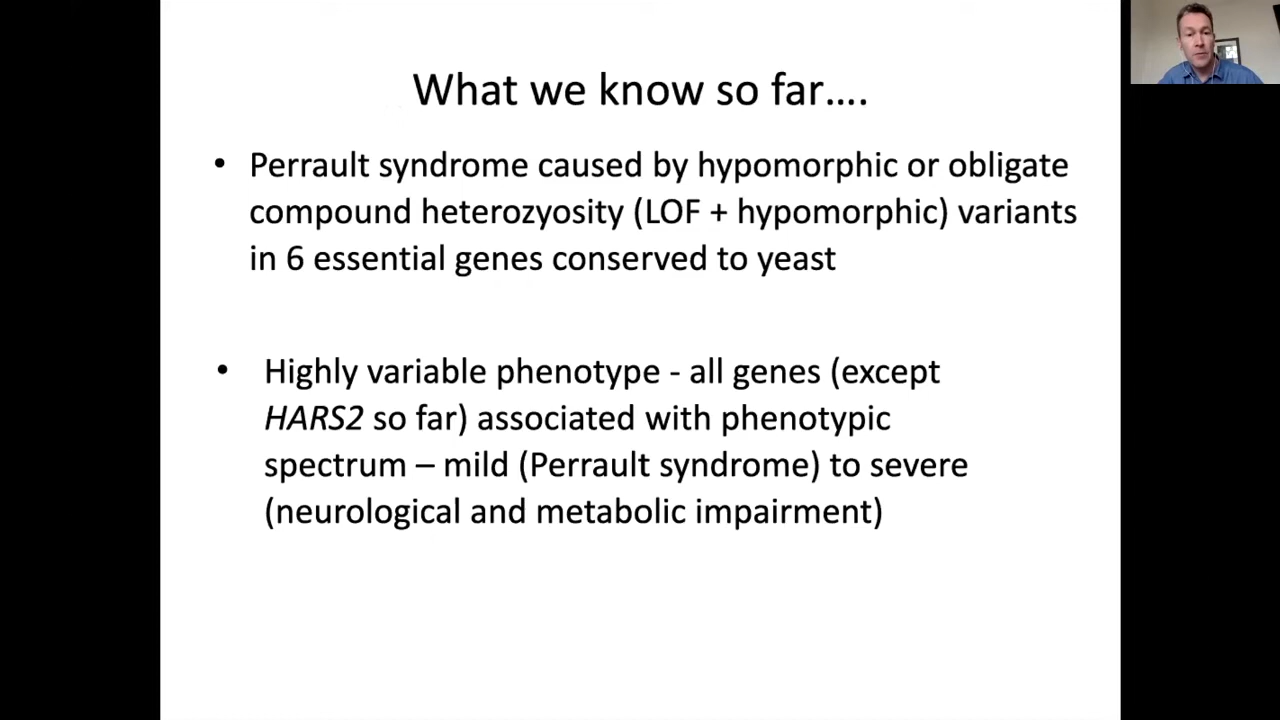 What we know so far….
• Perrault syndrome caused by hypomorphic or obligate
compound heterozyosity (LOF + hypomorphic) variants
in 6 essential genes conserved to yeast
• Highly variable phenotype - all genes (except
HARS2 so far) associated with phenotypic
spectrum – mild (Perrault syndrome) to severe
(neurological and metabolic impairment)